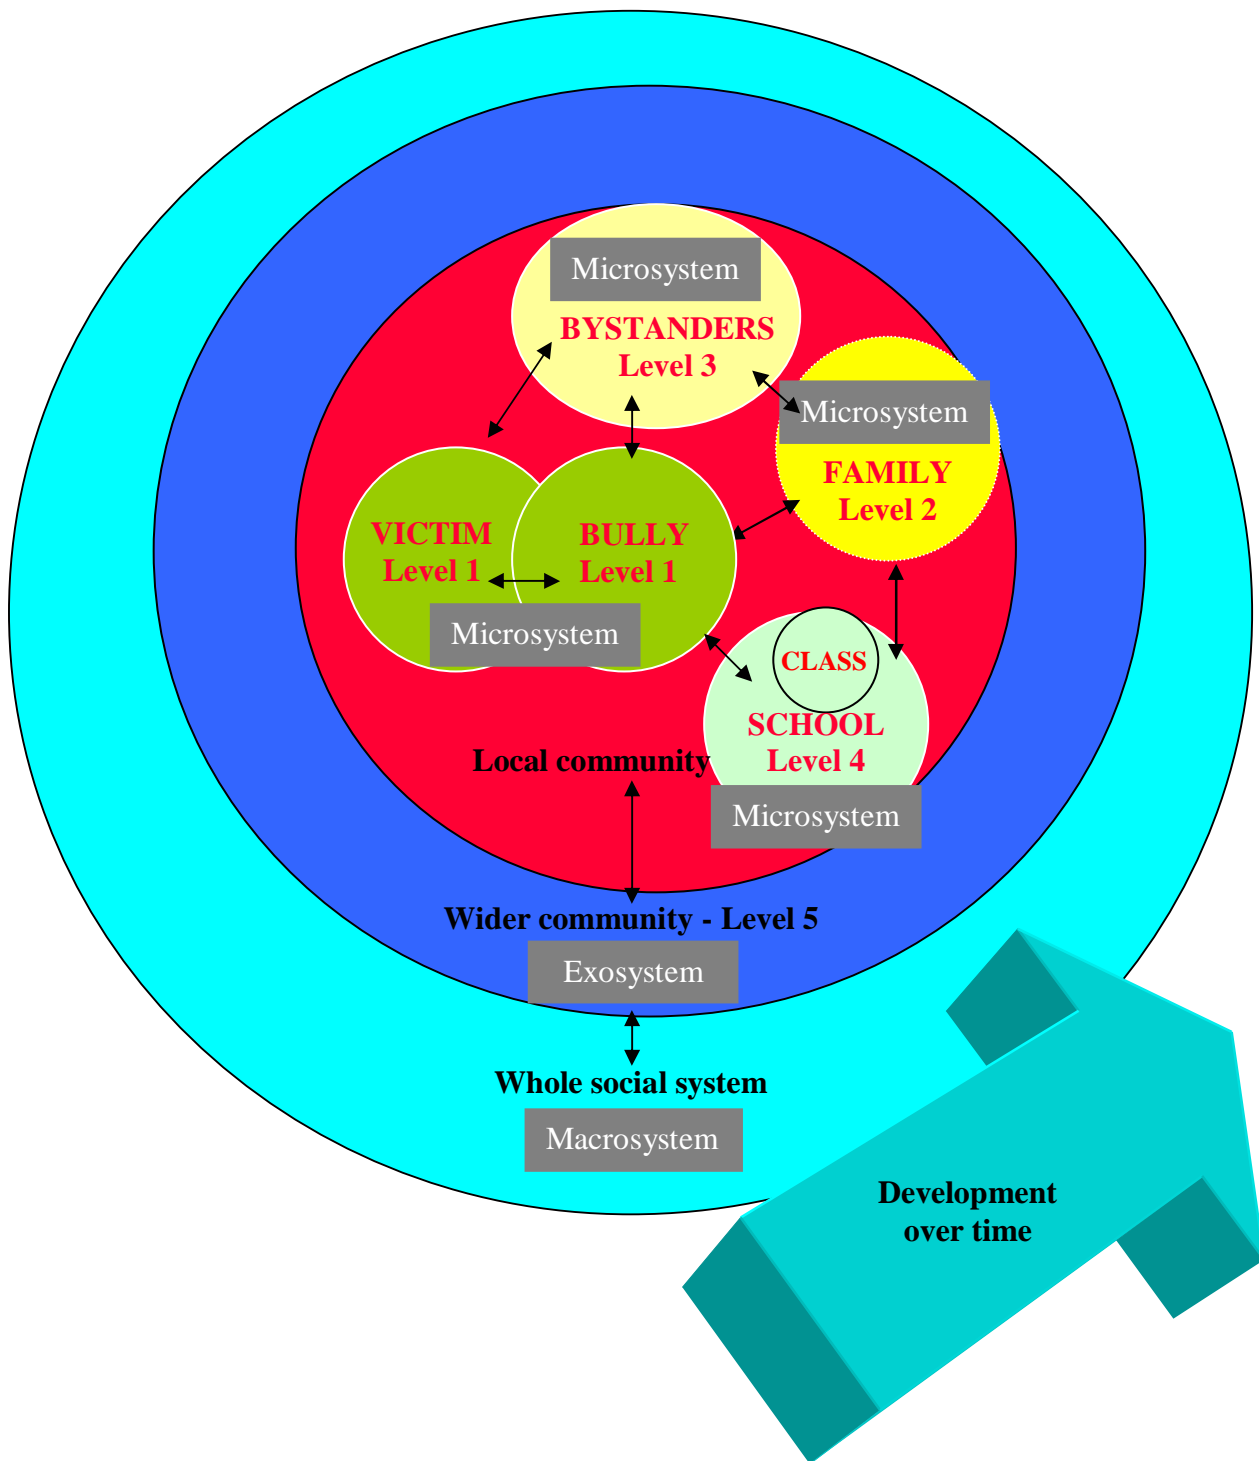 Microsystem
BYSTANDERS
Level 3
Microsystem
FAMILY
Level 2
VICTIM
Level 1
BULLY
Level 1
Microsystem
CLASS
SCHOOL
Level 4
Microsystem
Local community
Wider community - Level 5
Exosystem
Whole social system
Macrosystem
Development
over time